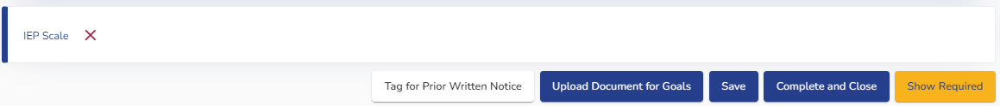 IEP Scale
Tag for Prior Written Notice Upload Document for Goals Save Complete and Close Show Required